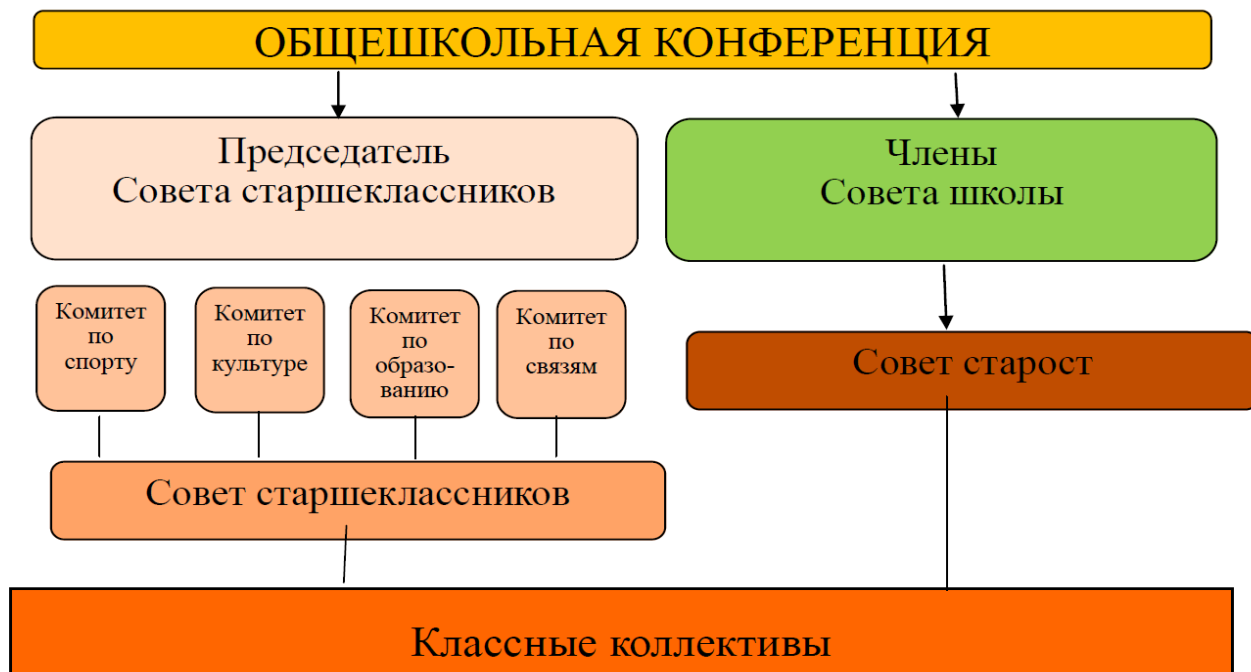 ОБЩЕШКОЛЬНАЯ КОНФЕРЕНЦИЯ
Председатель
Совета старшеклассников
Члены
Совета школы
Комитет
по
спорту
Комитет
по
культуре
Комитет
по
образо-
ванию
Комитет
по
связям
Совет старост
Совет старшеклассников
Классные коллективы